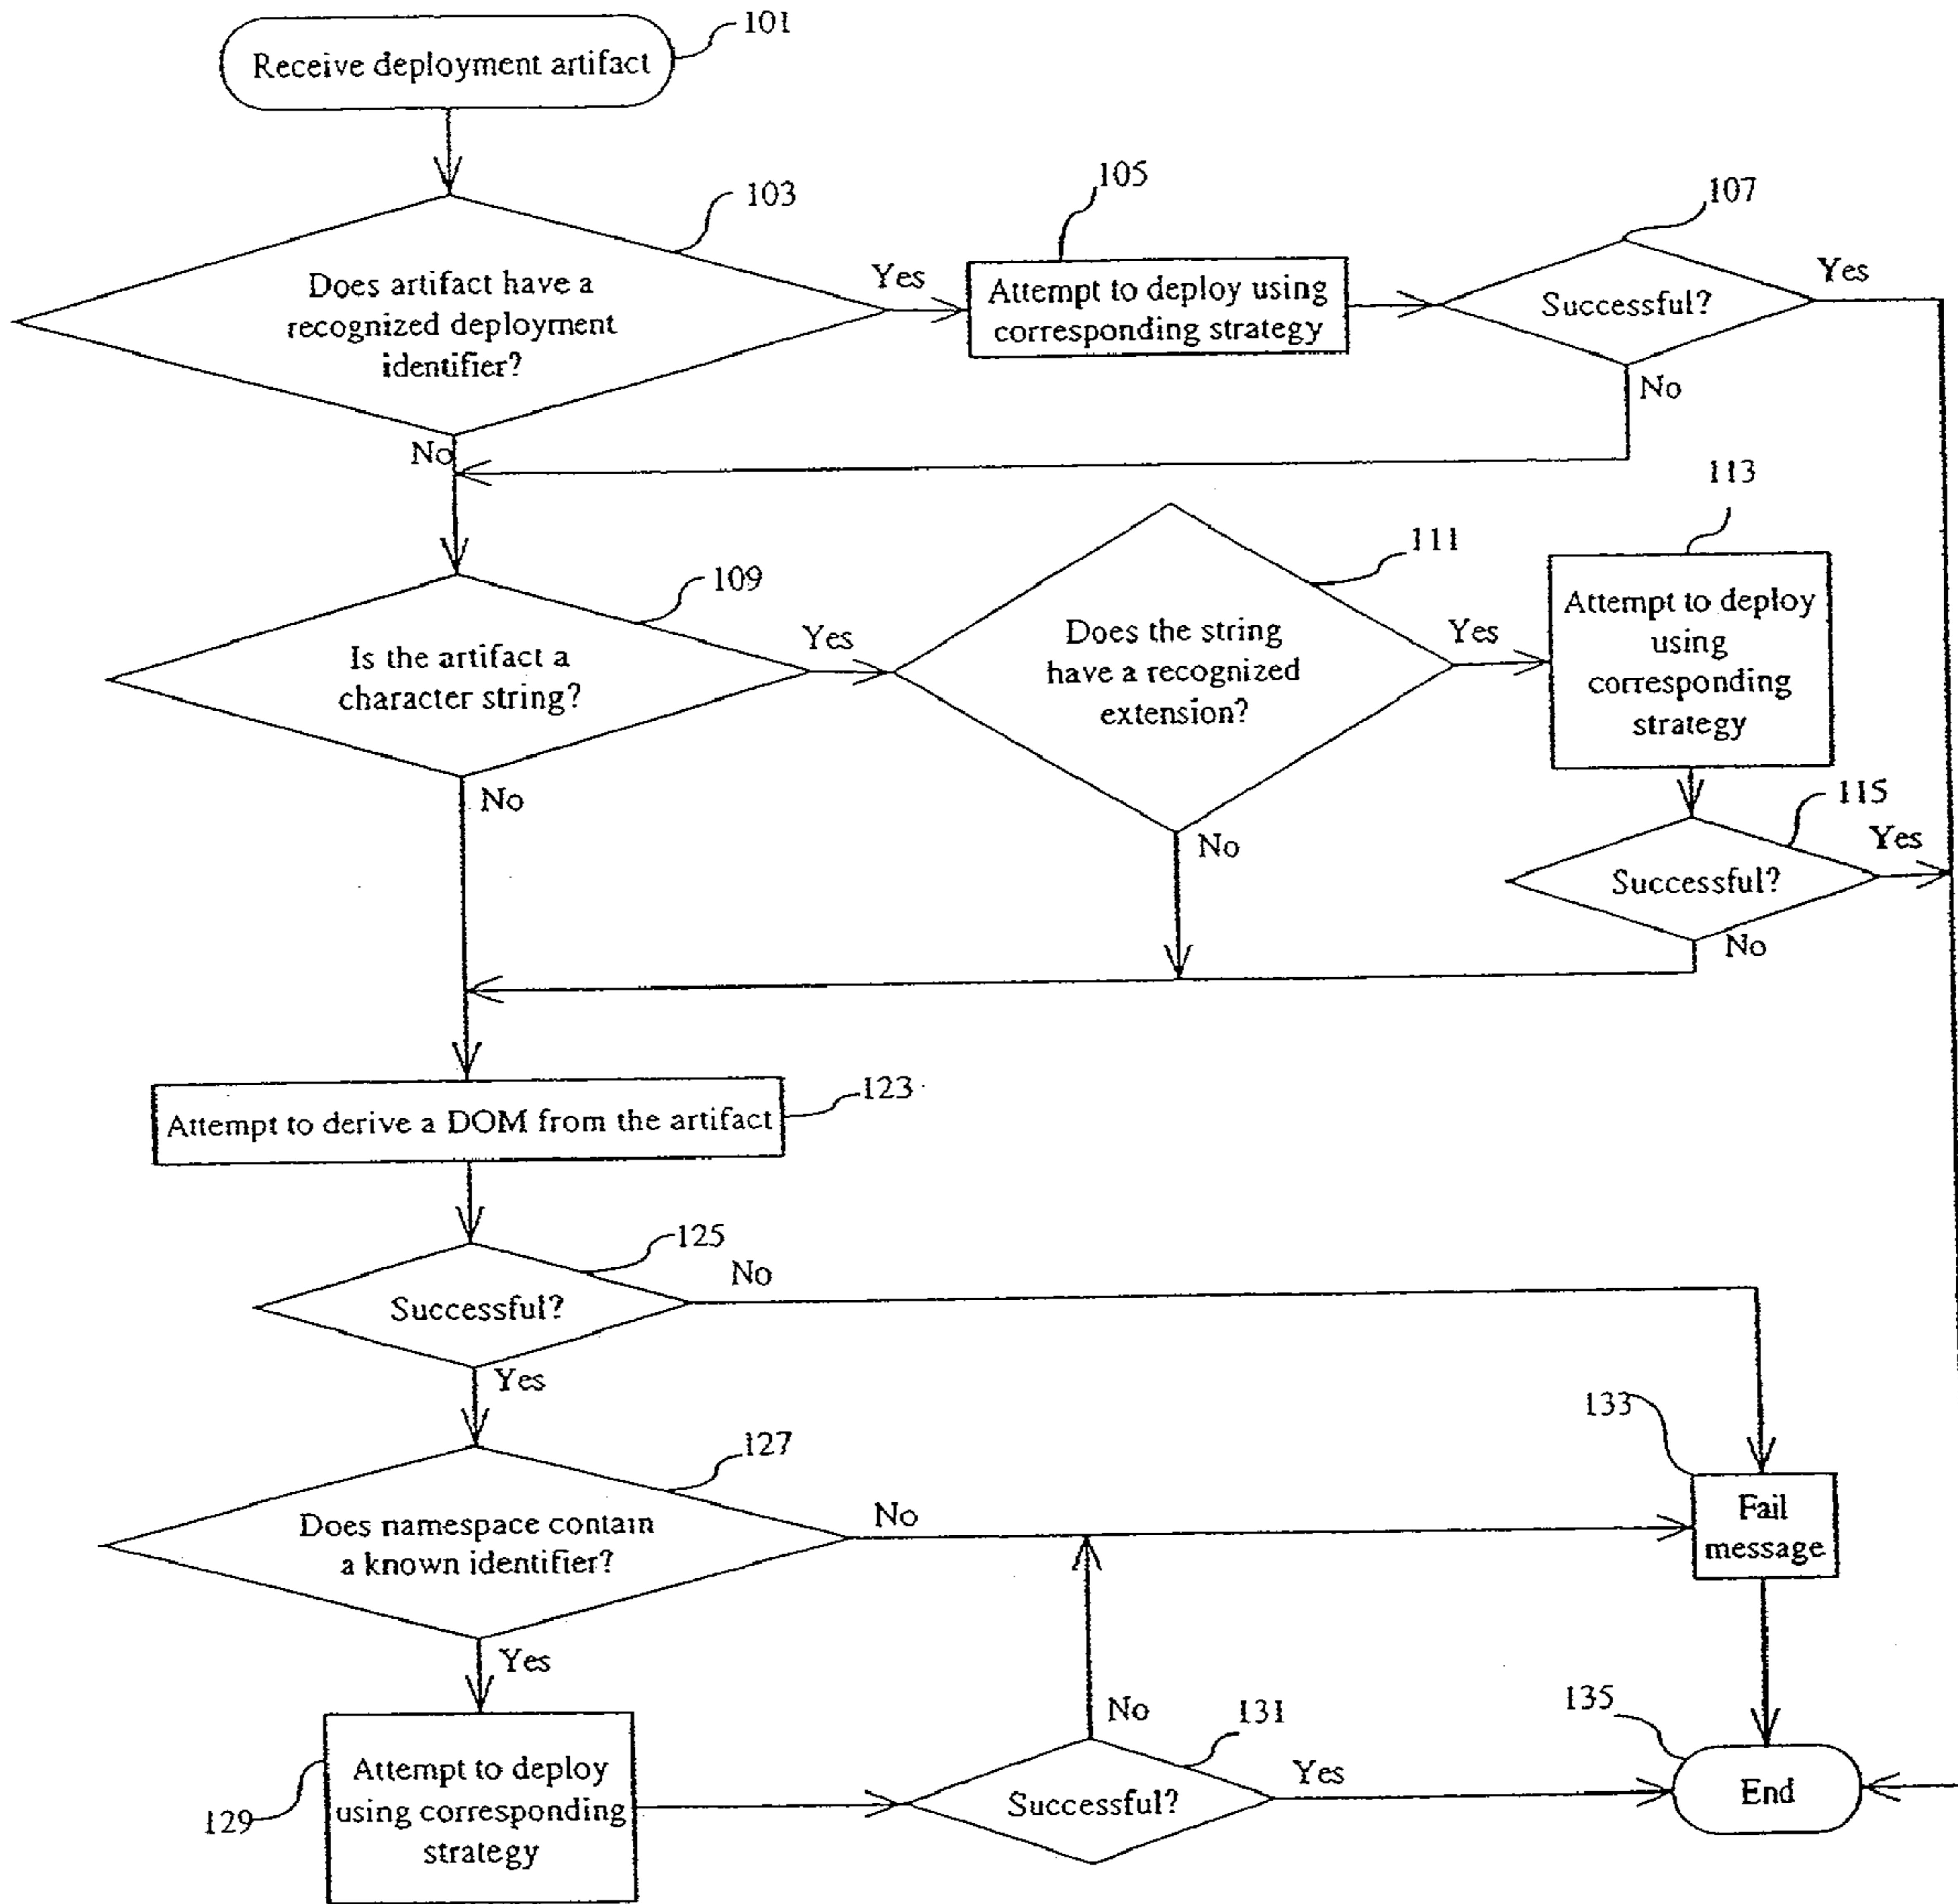 101
Receive deployment artifact
103
Does artifact have a
recognized deployment
identifier?
Yes
No
105
Attempt to deploy using
corresponding strategy
107
Successful?
Yes
No
109
Is the artifact a
character string?
Yes
No
111
Does the string
have a recognized
extension?
Yes
No
113
Attempt to deploy
using
corresponding
strategy
115
Successful?
Yes
No
123
Attempt to derive a DOM from the artifact
125
Successful?
No
Yes
127
Does namespace contain
a known identifier?
No
Yes
133
Fail
message
129
Attempt to deploy
using corresponding
strategy
131
Successful?
No
Yes
135
End